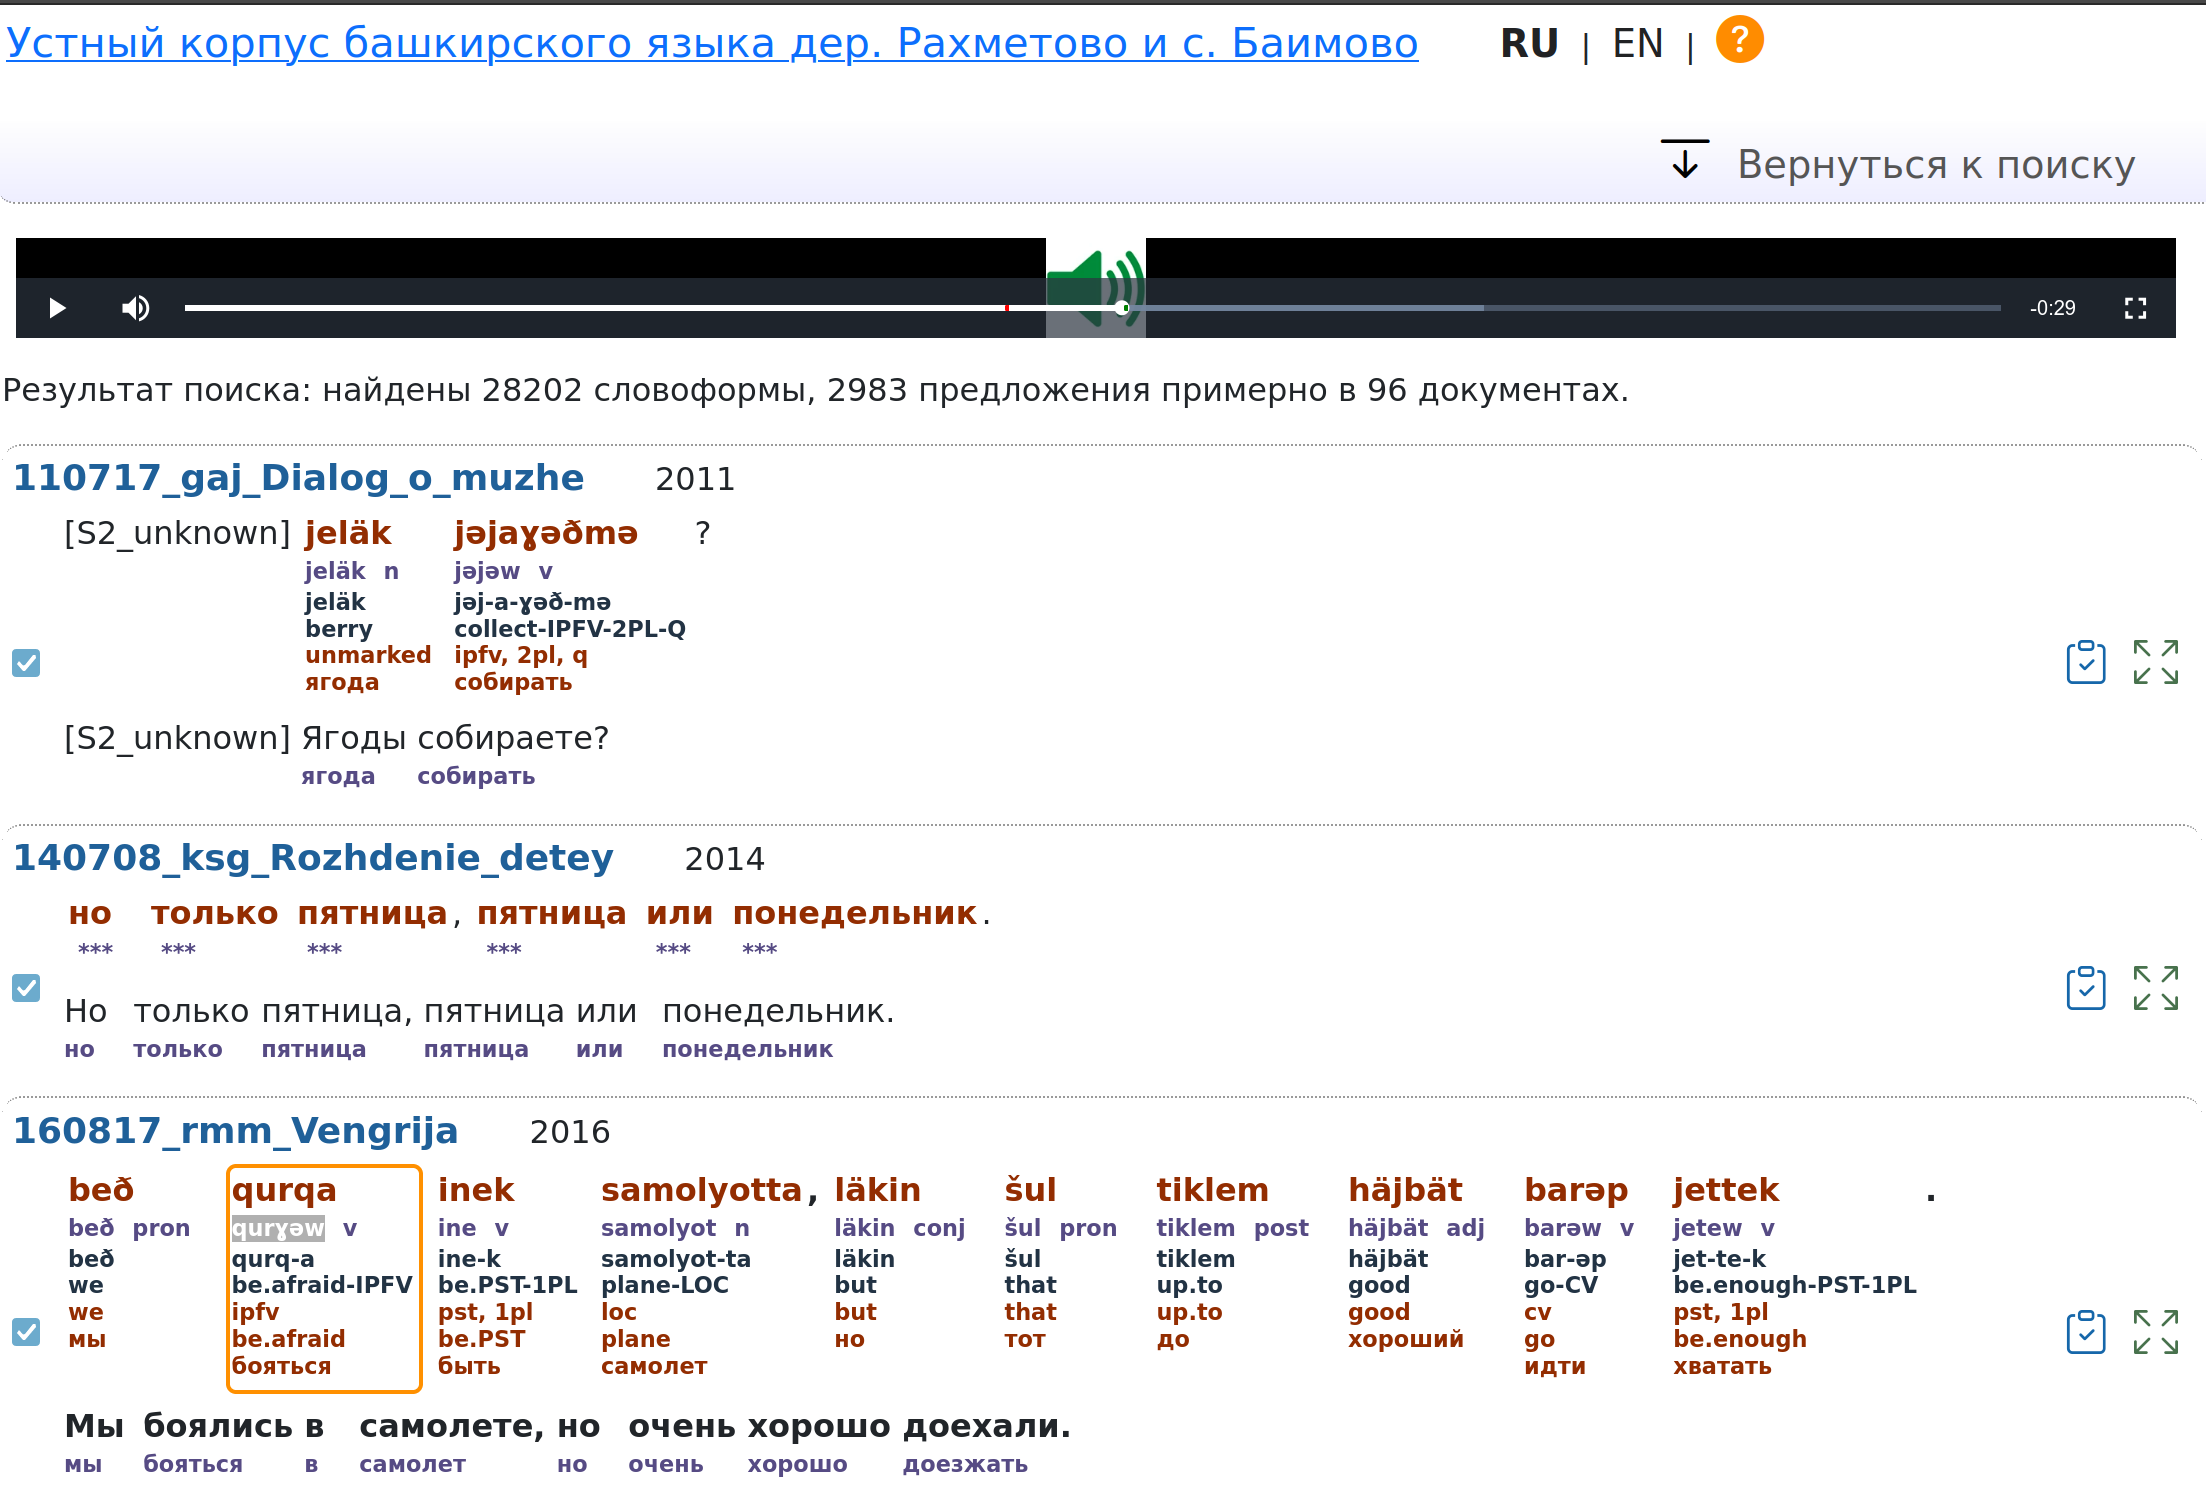 Устный корпус башкирского языка дер. Рахметово и с. Баимово RU | EN | ?
Вернуться к поиску
-0:29
Результат поиска: найдены 28202 словоформы, 2983 предложения примерно в 96 документах.
110717_gaj_Dialog_o_muzhe 2011
[S2_unknown] jeläk jəjaɣəðmə ?
jeläk n jəjəw v
jeläk jəj-a-ɣəð-mə
berry collect-IPFV-2PL-Q
unmarked ipfv, 2pl, q
ягода собирать
[S2_unknown] Ягоды собираете?
ягода собирать
140708_ksg_Rozhdenie_detey 2014
но только пятница, пятница или понедельник.
*** *** *** *** *** ***
Но только пятница, пятница или понедельник.
но только пятница пятница или понедельник
160817_rmm_Vengrija 2016
beð qurqa inek samolyotta, läkin šul tiklem häjbät barəp jettek .
beð pron qurɣəw v ine v samolyot n läkin conj šul pron tiklem post häjbät adj barəw v jetew v
beð qurq-a ine-k samolyot-ta läkin šul tiklem häjbät bar-əp jet-te-k
we be.afraid-IPFV be.PST-1PL plane-LOC but that up.to good go-CV be.enough-PST-1PL
we ipfv pst, 1pl loc but that up.to good cv pst, 1pl
мы be.afraid be.PST plane но тот до хороший go be.enough
бояться быть самолет идти хватать
Мы боялись в самолете, но очень хорошо доехали.
мы бояться в самолет но очень хорошо доезжать